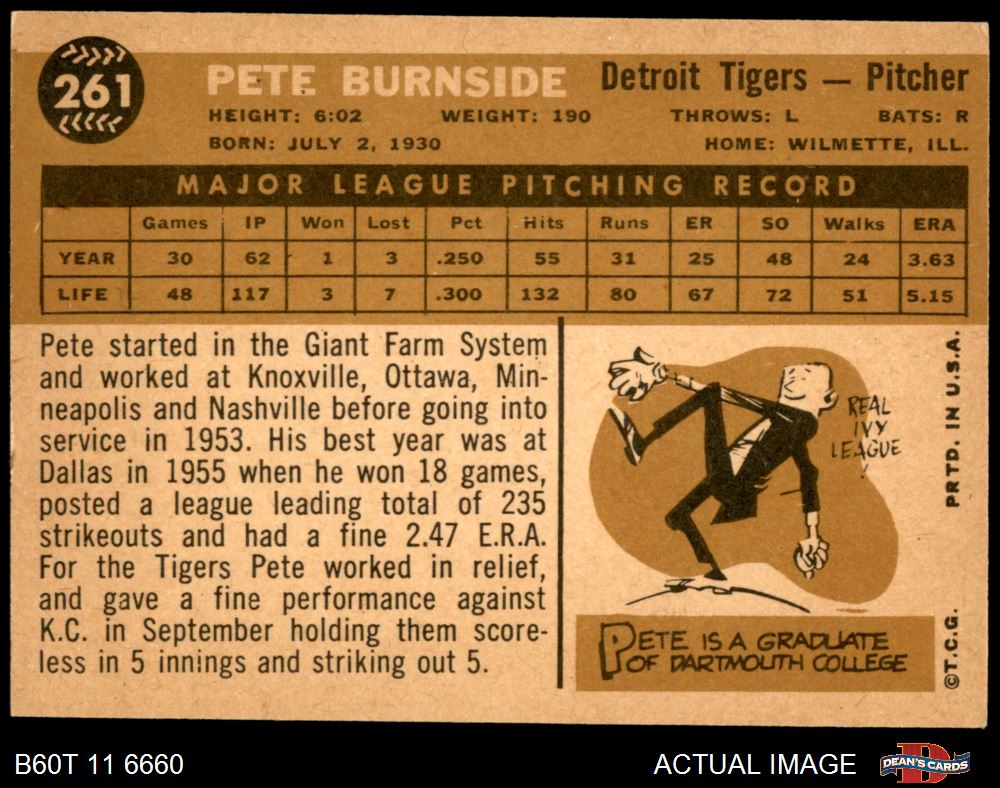 261
PETE BURNSIDE Detroit Tigers — Pitcher
HEIGHT: 6:02 WEIGHT: 190 THROWS: L BATS: R
BORN: JULY 2, 1930 HOME: WILMETTE, ILL.
MAJOR LEAGUE PITCHING RECORD
Games IP Won Lost Pct Hits Runs ER SO Walks ERA
YEAR 30 62 1 3 .250 55 31 25 48 24 3.63
LIFE 48 117 3 7 .300 132 80 67 72 51 5.15
Pete started in the Giant Farm System
and worked at Knoxville, Ottawa, Min-
neapolis and Nashville before going into
service in 1953. His best year was at
Dallas in 1955 when he won 18 games,
posted a league leading total of 235
strikeouts and had a fine 2.47 E.R.A.
For the Tigers Pete worked in relief,
and gave a fine performance against
K.C. in September holding them score-
less in 5 innings and striking out 5.
REAL
IVY
LEAGUE
!
PETE IS A GRADUATE
OF DARTMOUTH COLLEGE
©T.C.G. PRTD. IN U.S.A.
B60T 11 6660 ACTUAL IMAGE DEAN'S CARDS